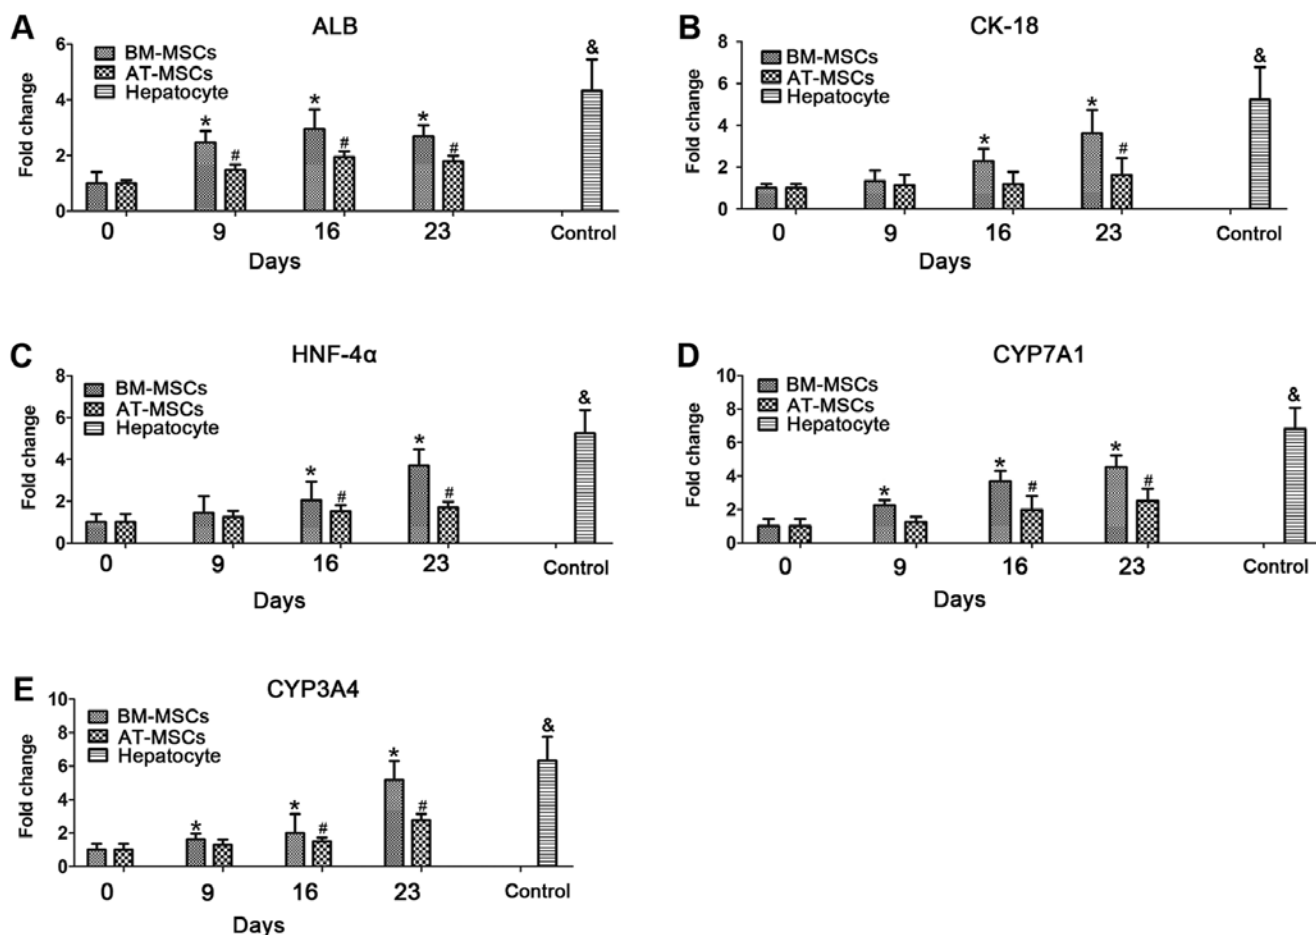 A
ALB
Fold change
6
4
2
0
BM-MSCs
AT-MSCs
Hepatocyte
*
#
*
#
*
#
&
0
9
16
23
Control
Days
B
CK-18
Fold change
8
6
4
2
0
BM-MSCs
AT-MSCs
Hepatocyte
*
*
#
&
0
9
16
23
Control
Days
C
HNF-4α
Fold change
8
6
4
2
0
BM-MSCs
AT-MSCs
Hepatocyte
*
#
*
#
&
0
9
16
23
Control
Days
D
CYP7A1
Fold change
10
8
6
4
2
0
BM-MSCs
AT-MSCs
Hepatocyte
*
*
#
*
#
&
0
9
16
23
Control
Days
E
CYP3A4
Fold change
10
8
6
4
2
0
BM-MSCs
AT-MSCs
Hepatocyte
*
*
#
*
#
&
0
9
16
23
Control
Days